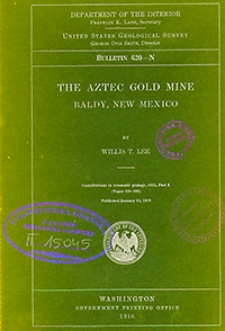 DEPARTMENT OF THE INTERIOR
FRANKLIN K. LANE, Secretary
UNITED STATES GEOLOGICAL SURVEY
GEORGE OTIS SMITH, Director
BULLETIN 620—N
THE AZTEC GOLD MINE
BALDY, NEW MEXICO
BY
WILLIS T. LEE
Contributions to economic geology, 1915, Part I
Published January 1916
II 15045
WASHINGTON
GOVERNMENT PRINTING OFFICE
1916